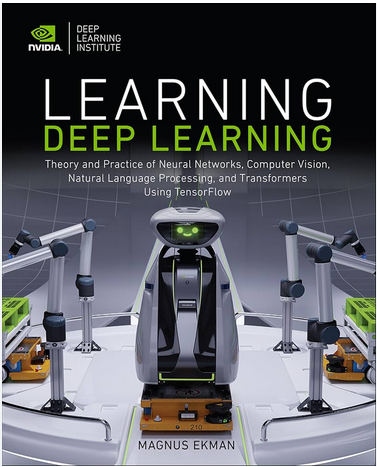 NVIDIA.
DEEP
LEARNING
INSTITUTE
LEARNING
DEEP LEARNING
Theory and Practice of Neural Networks, Computer Vision,
Natural Language Processing, and Transformers
Using TensorFlow
210
MAGNUS EKMAN